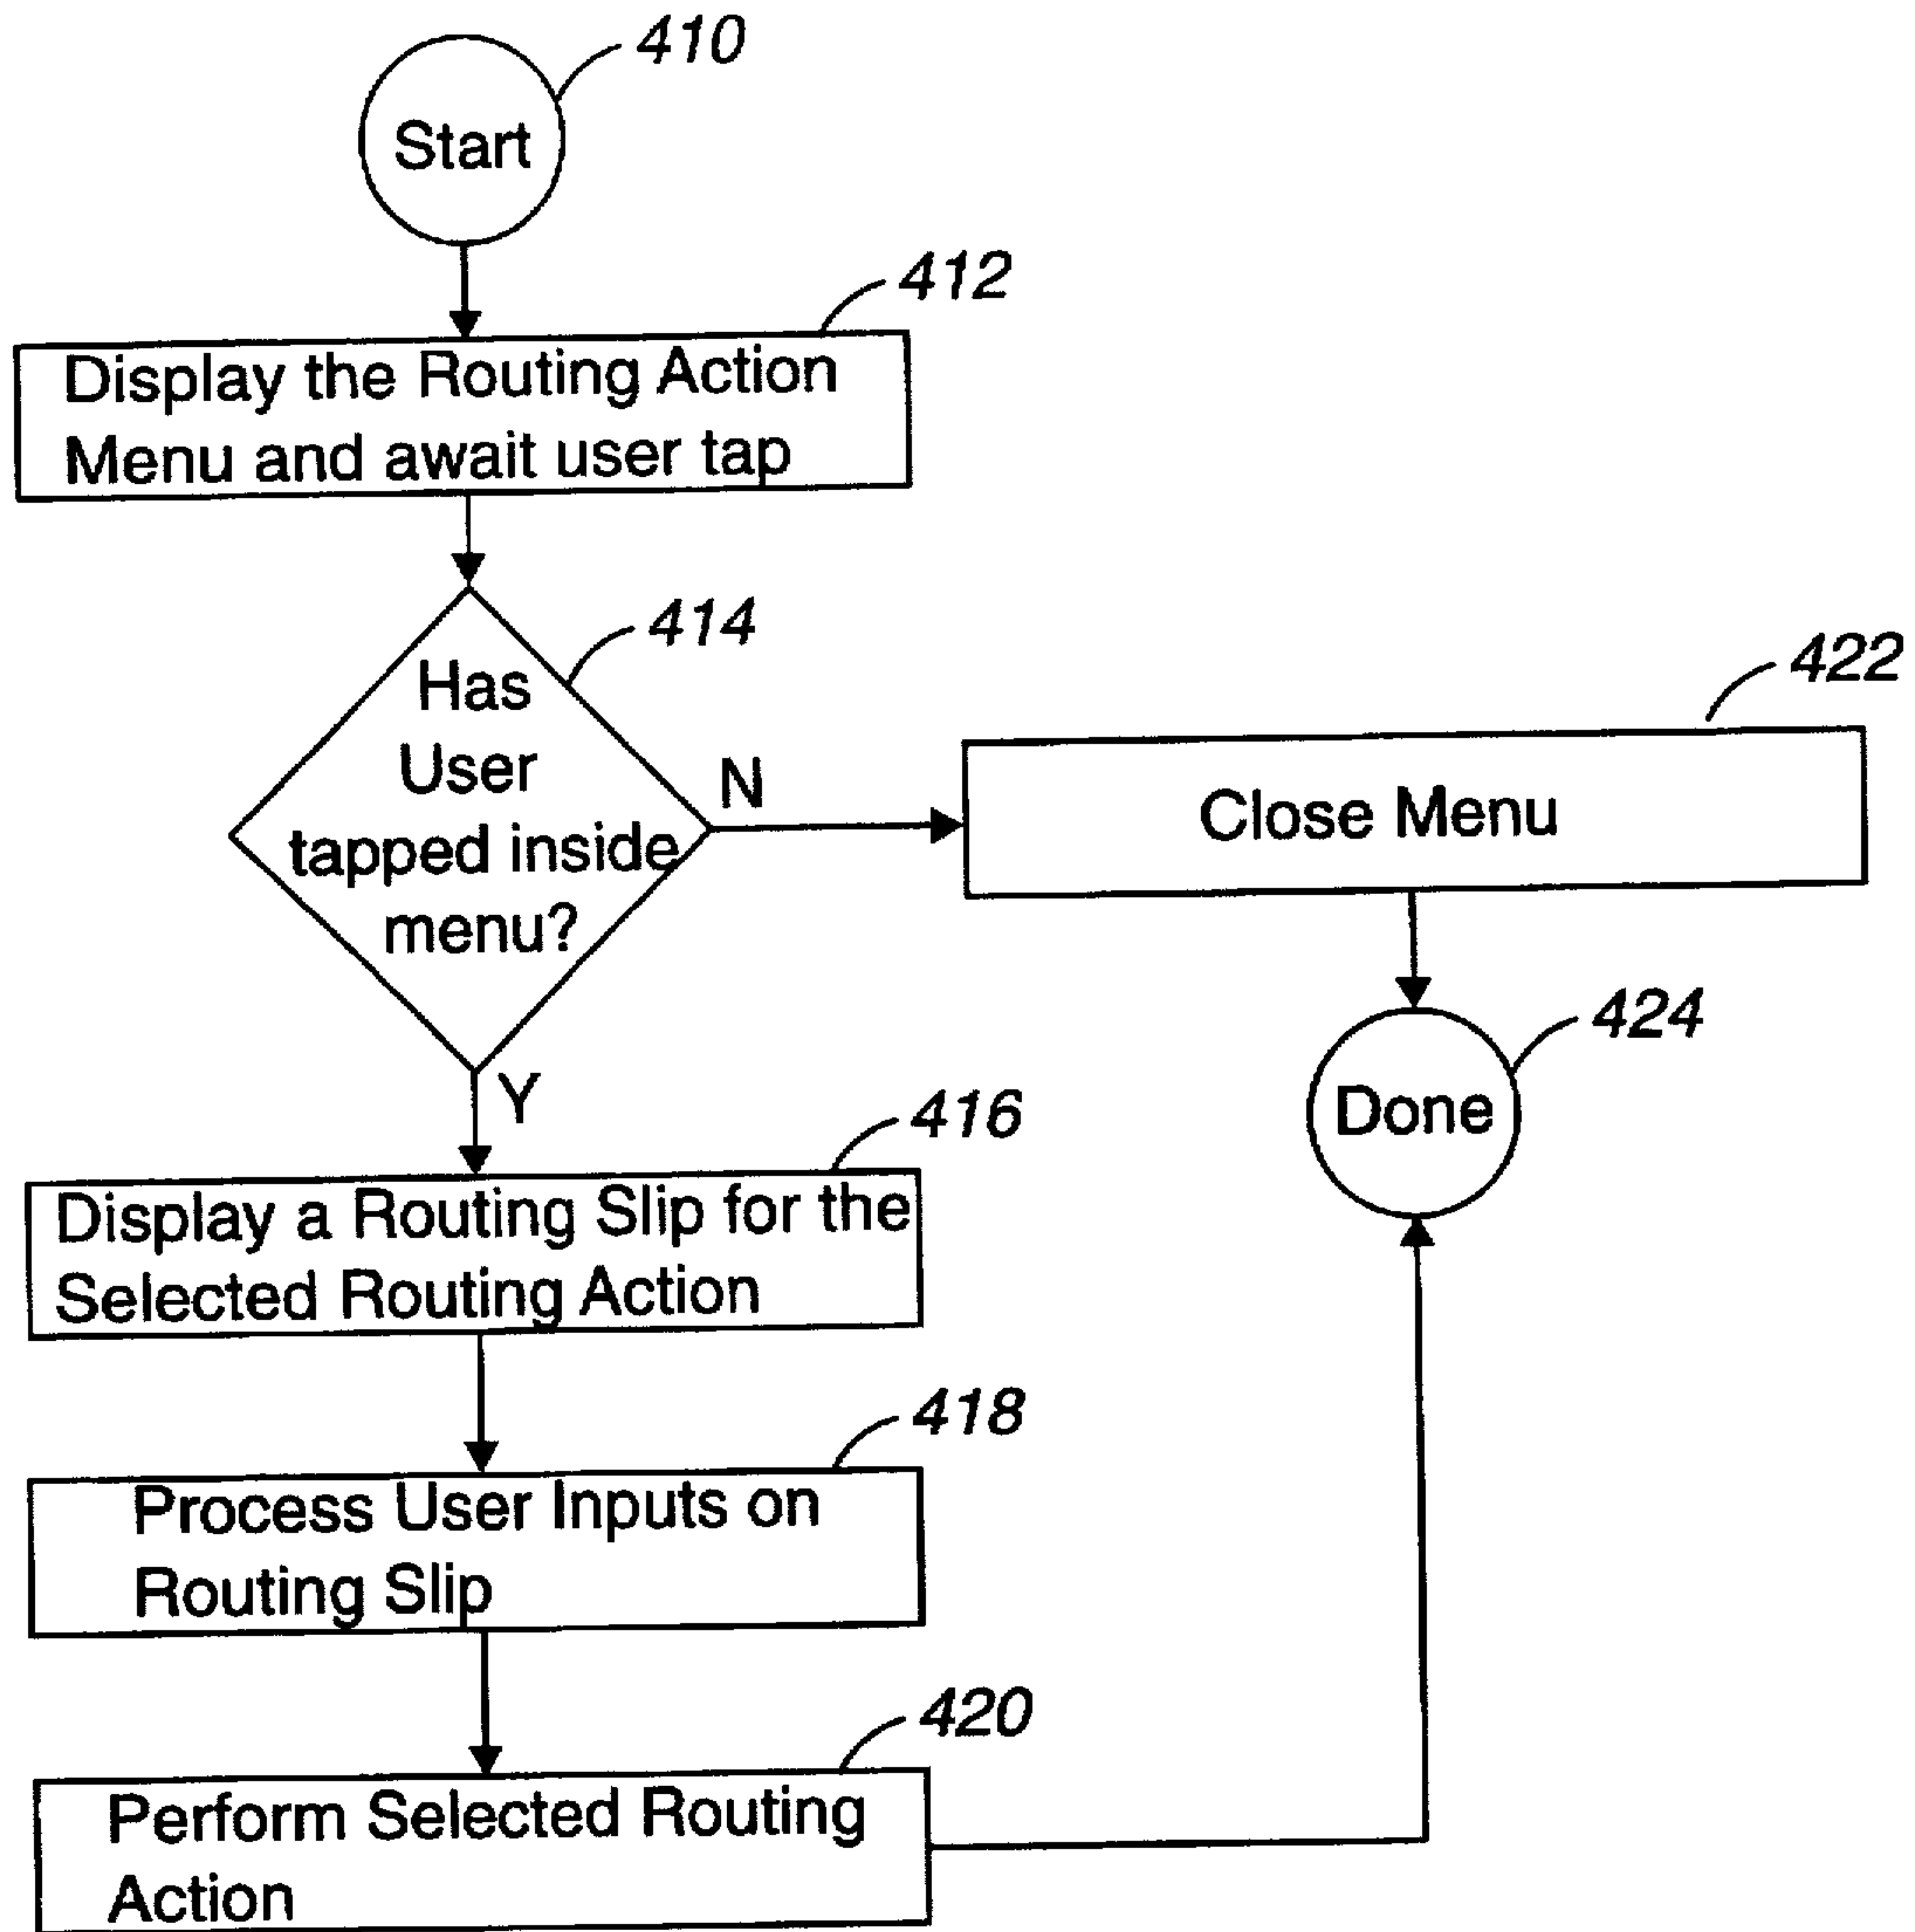 410
Start
412
Display the Routing Action
Menu and await user tap
414
Has
User
tapped inside
menu?
N
422
Close Menu
424
Done
Y
416
Display a Routing Slip for the
Selected Routing Action
418
Process User Inputs on
Routing Slip
420
Perform Selected Routing
Action